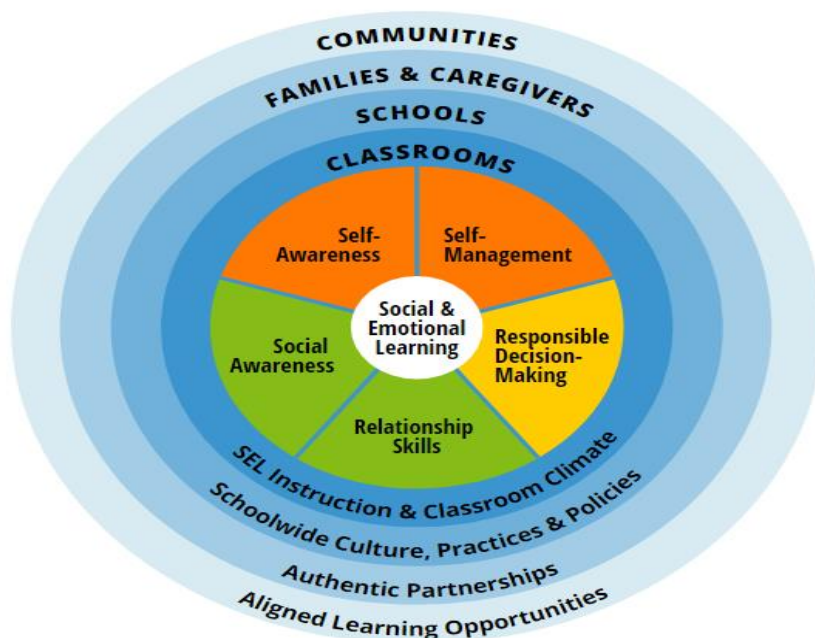 COMMUNITIES
FAMILIES & CAREGIVERS
SCHOOLS
CLASSROOMS
Self-
Awareness
Self-
Management
Social &
Emotional
Learning
Social
Awareness
Responsible
Decision-
Making
Relationship
Skills
SEL Instruction & Classroom Climate
Schoolwide Culture, Practices & Policies
Authentic Partnerships
Aligned Learning Opportunities